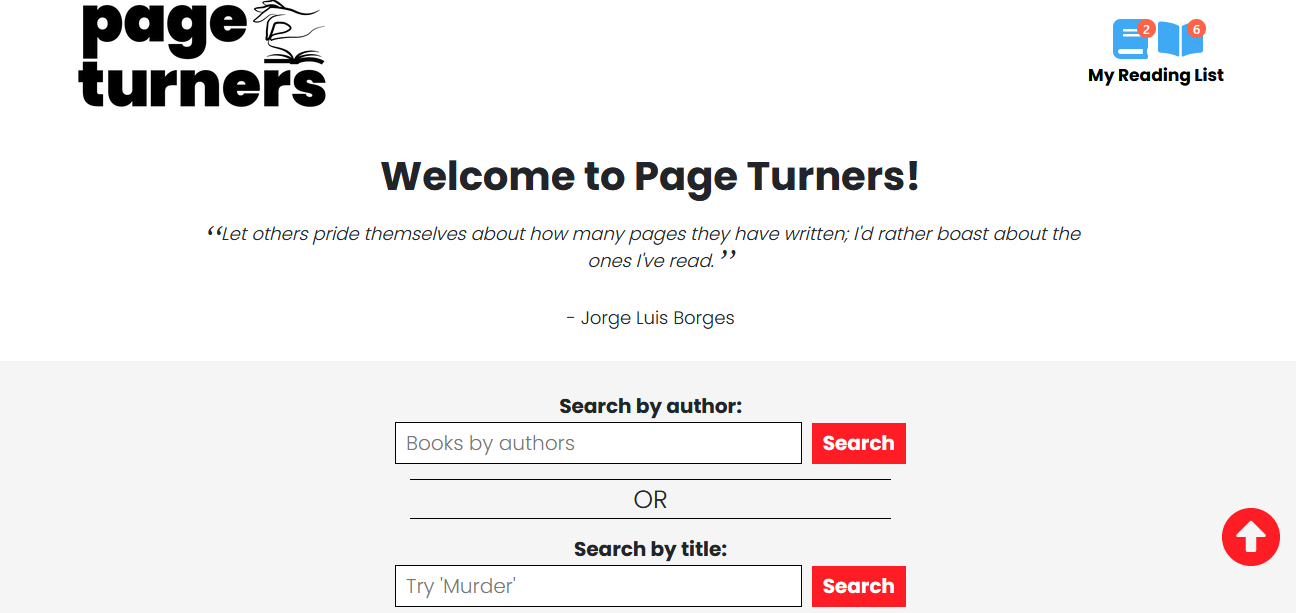 page
turners
2 6
My Reading List
Welcome to Page Turners!
‘‘Let others pride themselves about how many pages they have written; I'd rather boast about the
ones I've read. ’’
- Jorge Luis Borges
Search by author:
Books by authors Search
OR
Search by title:
Try 'Murder' Search